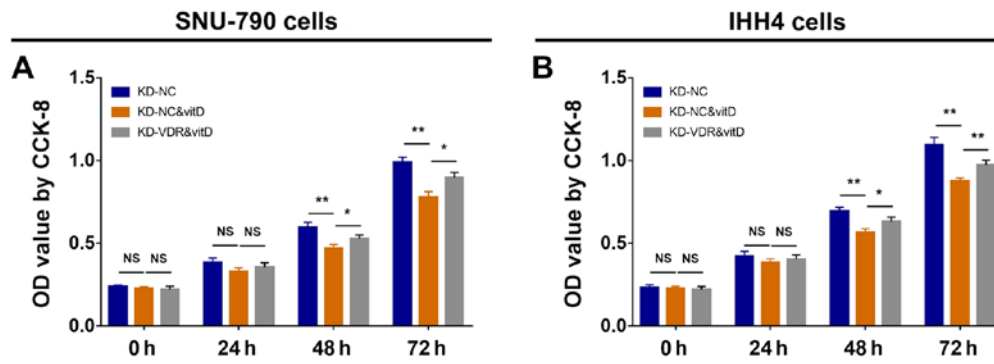 SNU-790 cells
IHH4 cells
A
OD value by CCK-8
1.5
1.0
0.5
0.0
KD-NC
KD-NC&vitD
KD-VDR&vitD
NS NS
NS NS
** *
** *
0 h 24 h 48 h 72 h
B
OD value by CCK-8
1.5
1.0
0.5
0.0
KD-NC
KD-NC&vitD
KD-VDR&vitD
NS NS
NS NS
** *
** **
0 h 24 h 48 h 72 h